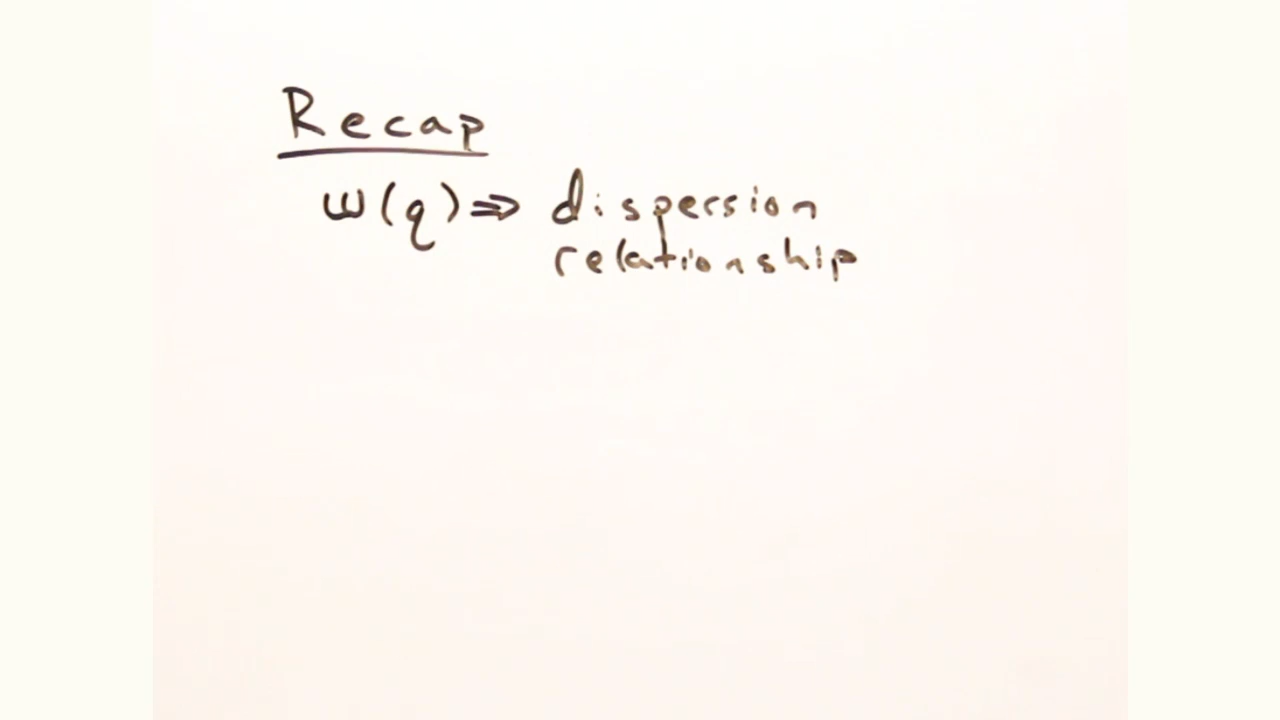 Recap
ω(q) ⇒ dispersion
relationship